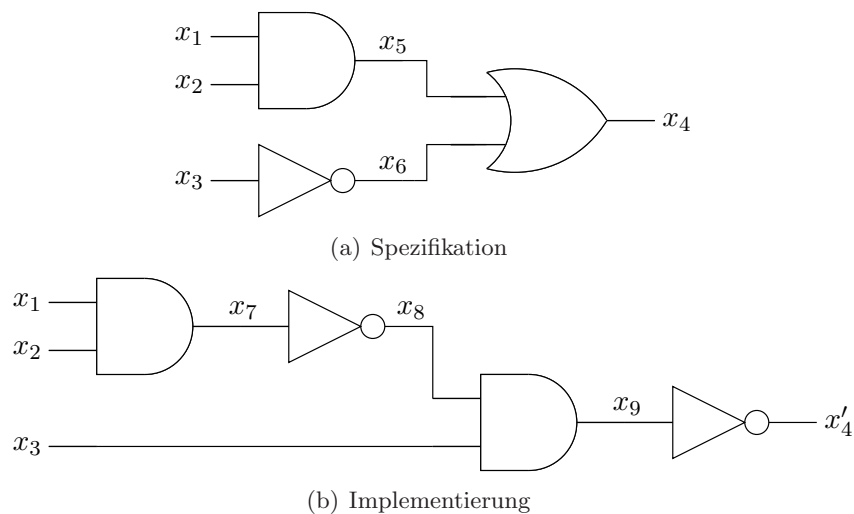 x₁
x₅
x₂
x₄
x₃
x₆
(a) Spezifikation
x₁
x₇
x₈
x₂
x₉
x₃
x′₄
(b) Implementierung